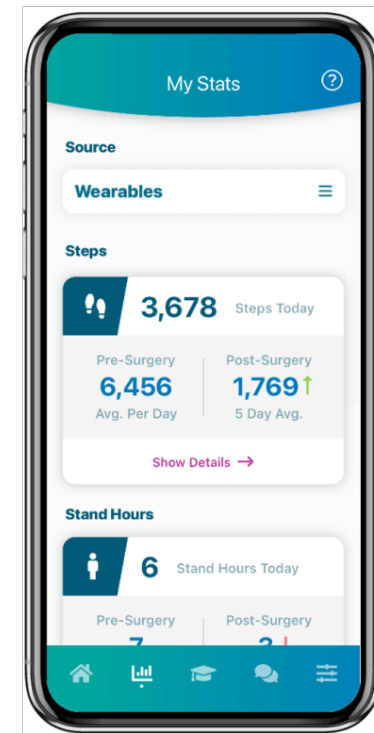 My Stats
?
Source
Wearables
Steps
3,678 Steps Today
Pre-Surgery Post-Surgery
6,456 1,769↑
Avg. Per Day 5 Day Avg.
Show Details →
Stand Hours
6 Stand Hours Today
Pre-Surgery Post-Surgery